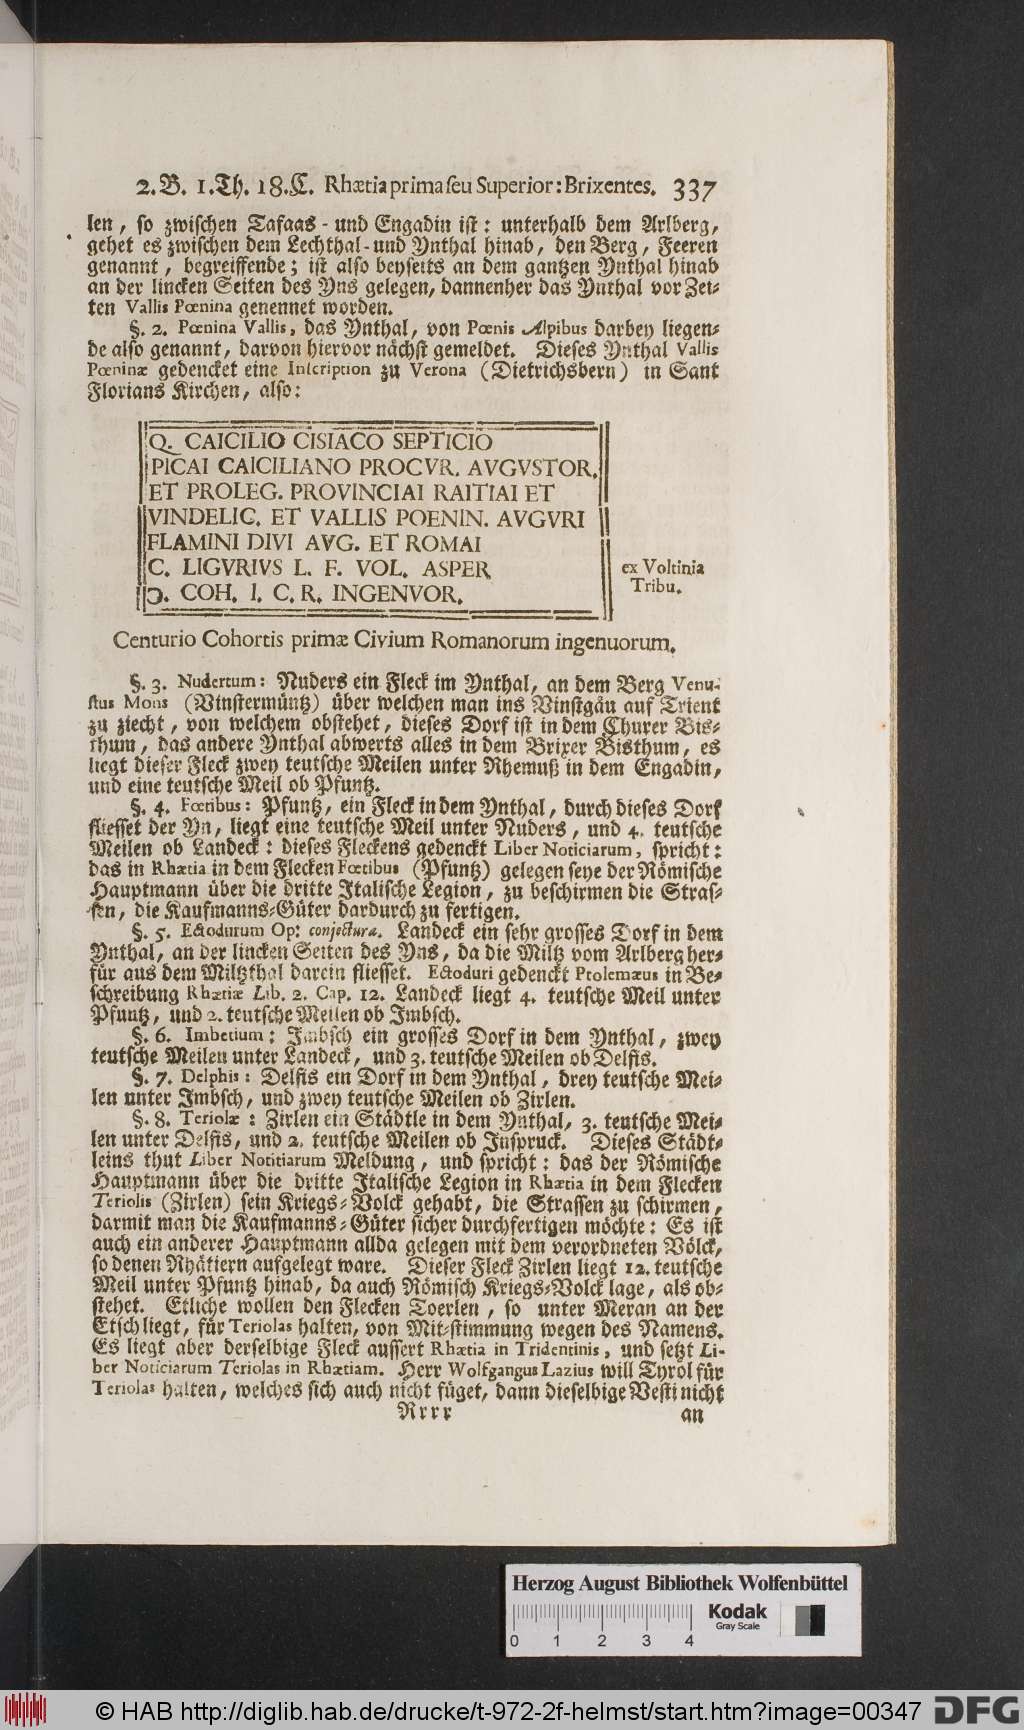 2. B. 1. Th. 18. C. Rhætia prima seu Superior: Brixentes. 337
len, so zwischen Tafaas- und Engadin ist: unterhalb dem Arlberg,
gehet es zwischen dem Lechthal- und Ynthal hinab, den Berg, Feeren
genannt, begreiffende; ist also beyseits an dem gantzen Ynthal hinab
an der lincken Seiten des Yns gelegen, dannenher das Ynthal vor Zei-
ten Vallis Pœnina genennet worden.
§. 2. Pœnina Vallis, das Ynthal, von Pœnis Alpibus darbey liegen-
de also genannt, darvon hiervor nächst gemeldet. Dieses Ynthal Vallis
Pœninæ gedencket eine Inscription zu Verona (Dietrichsbern) in Sant
Florians Kirchen, also:
Q. CAICILIO CISIACO SEPTICIO
PICAI CAICILIANO PROCVR. AVGVSTOR.
ET PROLEG. PROVINCIAI RAITIAI ET
VINDELIC. ET VALLIS POENIN. AVGVRI
FLAMINI DIVI AVG. ET ROMAI
C. LIGVRIVS L. F. VOL. ASPER
Ɔ. COH. I. C. R. INGENVOR.
ex Voltinia
Tribu.
Centurio Cohortis primæ Civium Romanorum ingenuorum.
§. 3. Nudertum: Nuders ein Fleck im Ynthal, an dem Berg Venu-
stus Mons (Vinstermüntz) über welchen man ins Vinstgäu auf Trient
zu ziecht, von welchem obstehet, dieses Dorf ist in dem Churer Bis-
thum, das andere Ynthal abwerts alles in dem Brixer Bisthum, es
liegt dieser Fleck zwey teutsche Meilen unter Rhemuß in dem Engadin,
und eine teutsche Meil ob Pfuntz.
§. 4. Fœtibus: Pfuntz, ein Fleck in dem Ynthal, durch dieses Dorf
fliesset der Yn, liegt eine teutsche Meil unter Nuders, und 4. teutsche
Meilen ob Landeck: dieses Fleckens gedenckt Liber Noticiarum, spricht:
das in Rhætia in dem Flecken Fœtibus (Pfuntz) gelegen seye der Römische
Hauptmann über die dritte Italische Legion, zu beschirmen die Stras-
sen, die Kaufmanns-Güter dardurch zu fertigen.
§. 5. Ectodurum Op: conjectura. Landeck ein sehr grosses Dorf in dem
Ynthal, an der lincken Seiten des Yns, da die Miltz vom Arlberg her-
für aus dem Miltzthal darein fliesset. Ectoduri gedenckt Ptolemæus in Be-
schreibung Rhætiæ Lib. 2. Cap. 12. Landeck liegt 4. teutsche Meil unter
Pfuntz, und 2. teutsche Meilen ob Imbsch.
§. 6. Imbetium: Imbsch ein grosses Dorf in dem Ynthal, zwey
teutsche Meilen unter Landeck, und 3. teutsche Meilen ob Delfis.
§. 7. Delphis: Delfis ein Dorf in dem Ynthal, drey teutsche Mei-
len unter Imbsch, und zwey teutsche Meilen ob Zirlen.
§. 8. Teriolæ: Zirlen ein Städtle in dem Ynthal, 3. teutsche Mei-
len unter Delfis, und 2. teutsche Meilen ob Inspruck. Dieses Städt-
leins thut Liber Notitiarum Meldung, und spricht: das der Römische
Hauptmann über die dritte Italische Legion in Rhætia in dem Flecken
Teriolis (Zirlen) sein Kriegs-Volck gehabt, die Strassen zu schirmen,
darmit man die Kaufmanns-Güter sicher durchfertigen möchte: Es ist
auch ein anderer Hauptmann allda gelegen mit dem verordneten Völck,
so denen Rhätiern aufgelegt ware. Dieser Fleck Zirlen liegt 12. teutsche
Meil unter Pfuntz hinab, da auch Römisch Kriegs-Volck lage, als ob-
stehet. Etliche wollen den Flecken Toerlen, so unter Meran an der
Etsch liegt, für Teriolas halten, von Mit-stimmung wegen des Namens.
Es liegt aber derselbige Fleck aussert Rhætia in Tridentinis, und setzt Li-
ber Noticiarum Teriolas in Rhætiam. Herr Wolfgangus Lazius will Tyrol für
Teriolas halten, welches sich auch nicht füget, dann dieselbige Vesti nicht
Rrrr an
Herzog August Bibliothek Wolfenbüttel
Kodak
Gray Scale
0 1 2 3 4
© HAB http://diglib.hab.de/drucke/t-972-2f-helmst/start.htm?image=00347 DFG